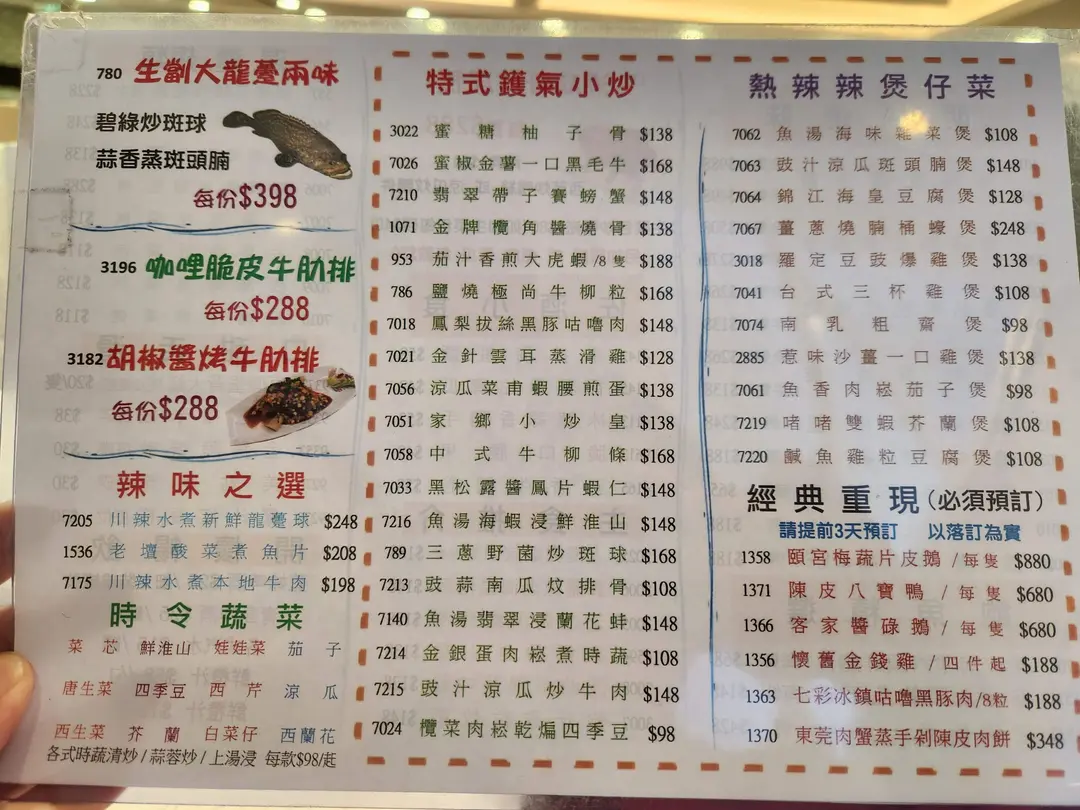 780 生劏大龍躉兩味
碧綠炒斑球
蒜香蒸斑頭腩
每份$398
3196 咖哩脆皮牛肋排
每份$288
3182 胡椒醬烤牛肋排
每份$288
辣味之選
7205 川辣水煮新鮮龍躉球 $248
1536 老壇酸菜煮魚片 $208
7175 川辣水煮本地牛肉 $198
時令蔬菜
菜芯 鮮淮山 娃娃菜 茄子
唐生菜 四季豆 西芹 涼瓜
西生菜 芥蘭 白菜仔 西蘭花
各式時蔬清炒/蒜蓉炒/上湯浸 每款$98/起
特式鑊氣小炒
3022 蜜糖柚子骨 $138
7026 蜜椒金薯一口黑毛牛 $168
7210 翡翠帶子賽螃蟹 $148
1071 金牌欖角醬燒骨 $138
953 茄汁香煎大虎蝦/8隻 $188
786 鹽燒極尚牛柳粒 $168
7018 鳳梨拔絲黑豚咕嚕肉 $148
7021 金針雲耳蒸滑雞 $128
7056 涼瓜菜甫蝦腰煎蛋 $138
7051 家鄉小炒皇 $138
7058 中式牛柳條 $168
7033 黑松露醬鳳片蝦仁 $148
7216 魚湯海蝦浸鮮淮山 $148
789 三蔥野菌炒斑球 $168
7213 豉蒜南瓜炆排骨 $108
7140 魚湯翡翠浸蘭花蚌 $148
7214 金銀蛋肉崧煮時蔬 $108
7215 豉汁涼瓜炒牛肉 $148
7024 欖菜肉崧乾煸四季豆 $98
熱辣辣煲仔菜
7062 魚湯海味雜菜煲 $108
7063 豉汁涼瓜斑頭腩煲 $148
7064 錦江海皇豆腐煲 $128
7067 薑蔥燒腩桶蠔煲 $248
3018 羅定豆豉爆雞煲 $138
7041 台式三杯雞煲 $108
7074 南乳粗齋煲 $98
2885 惹味沙薑一口雞煲 $138
7061 魚香肉崧茄子煲 $98
7219 啫啫雙蝦芥蘭煲 $108
7220 鹹魚雞粒豆腐煲 $108
經典重現(必須預訂)
請提前3天預訂 以落訂為實
1358 頤宮梅蔬片皮鵝/每隻 $880
1371 陳皮八寶鴨/每隻 $680
1366 客家醬碌鵝/每隻 $680
1356 懷舊金錢雞/四件起 $188
1363 七彩冰鎮咕嚕黑豚肉/8粒 $188
1370 東莞肉蟹蒸手剁陳皮肉餅 $348